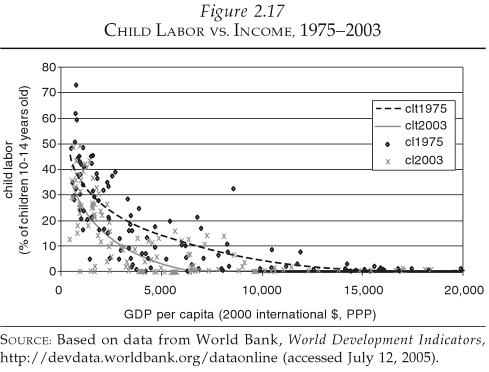 Figure 2.17
CHILD LABOR VS. INCOME, 1975–2003
80
70
60
50
40
30
20
10
0
child labor
(% of children 10-14 years old)
clt1975
clt2003
cl1975
cl2003
0 5,000 10,000 15,000 20,000
GDP per capita (2000 international $, PPP)
SOURCE: Based on data from World Bank, World Development Indicators,
http://devdata.worldbank.org/dataonline (accessed July 12, 2005).